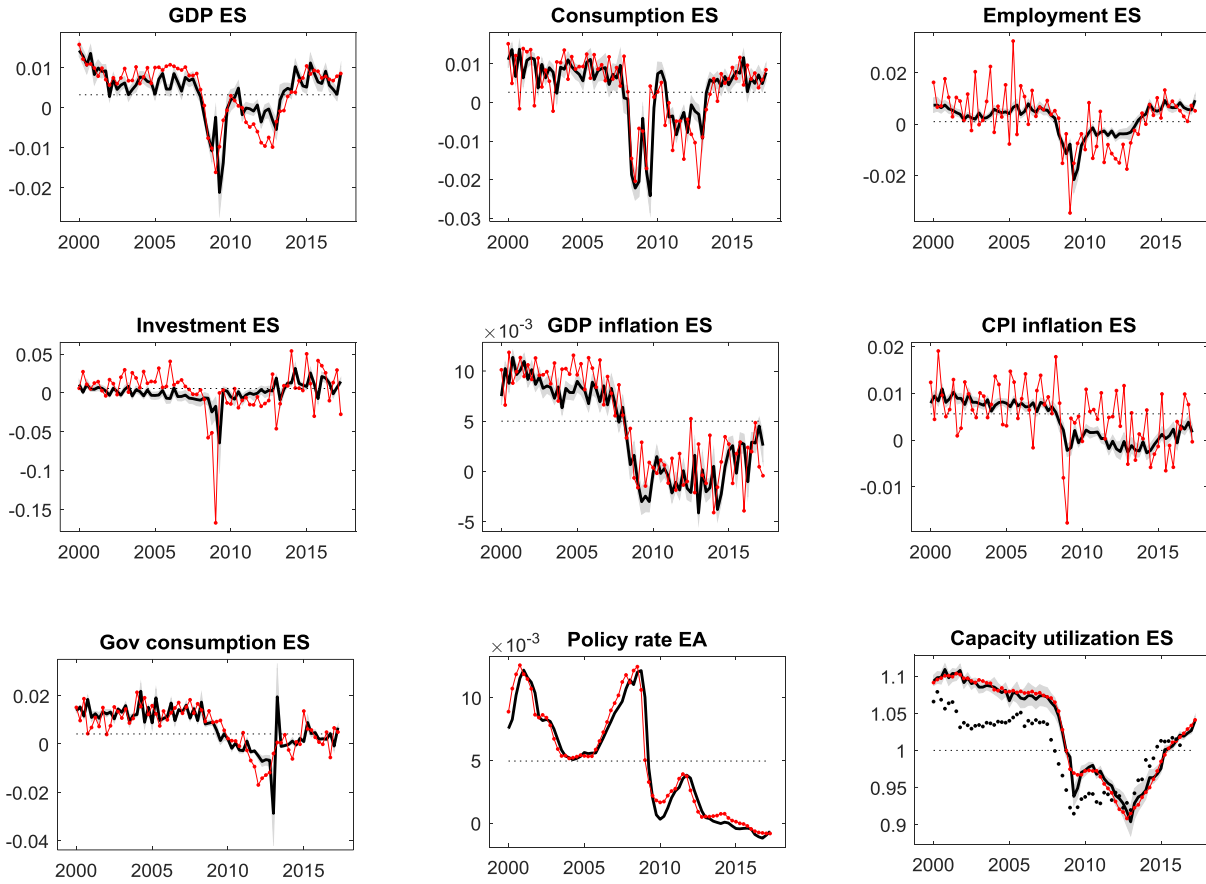 GDP ES
0.01
0
-0.01
-0.02
2000 2005 2010 2015
Consumption ES
0.01
0
-0.01
-0.02
-0.03
2000 2005 2010 2015
Employment ES
0.02
0
-0.02
2000 2005 2010 2015
Investment ES
0.05
0
-0.05
-0.1
-0.15
2000 2005 2010 2015
GDP inflation ES
×10-3
10
5
0
-5
2000 2005 2010 2015
CPI inflation ES
0.02
0.01
0
-0.01
2000 2005 2010 2015
Gov consumption ES
0.02
0
-0.02
-0.04
2000 2005 2010 2015
Policy rate EA
×10-3
10
5
0
2000 2005 2010 2015
Capacity utilization ES
1.1
1.05
1
0.95
0.9
2000 2005 2010 2015